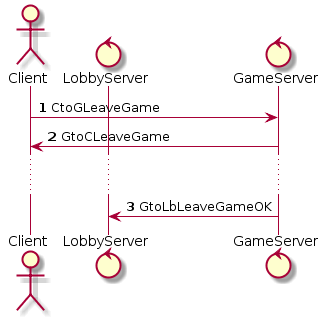 Client LobbyServer GameServer
1 CtoGLeaveGame
2 GtoCLeaveGame
3 GtoLbLeaveGameOK
Client LobbyServer GameServer